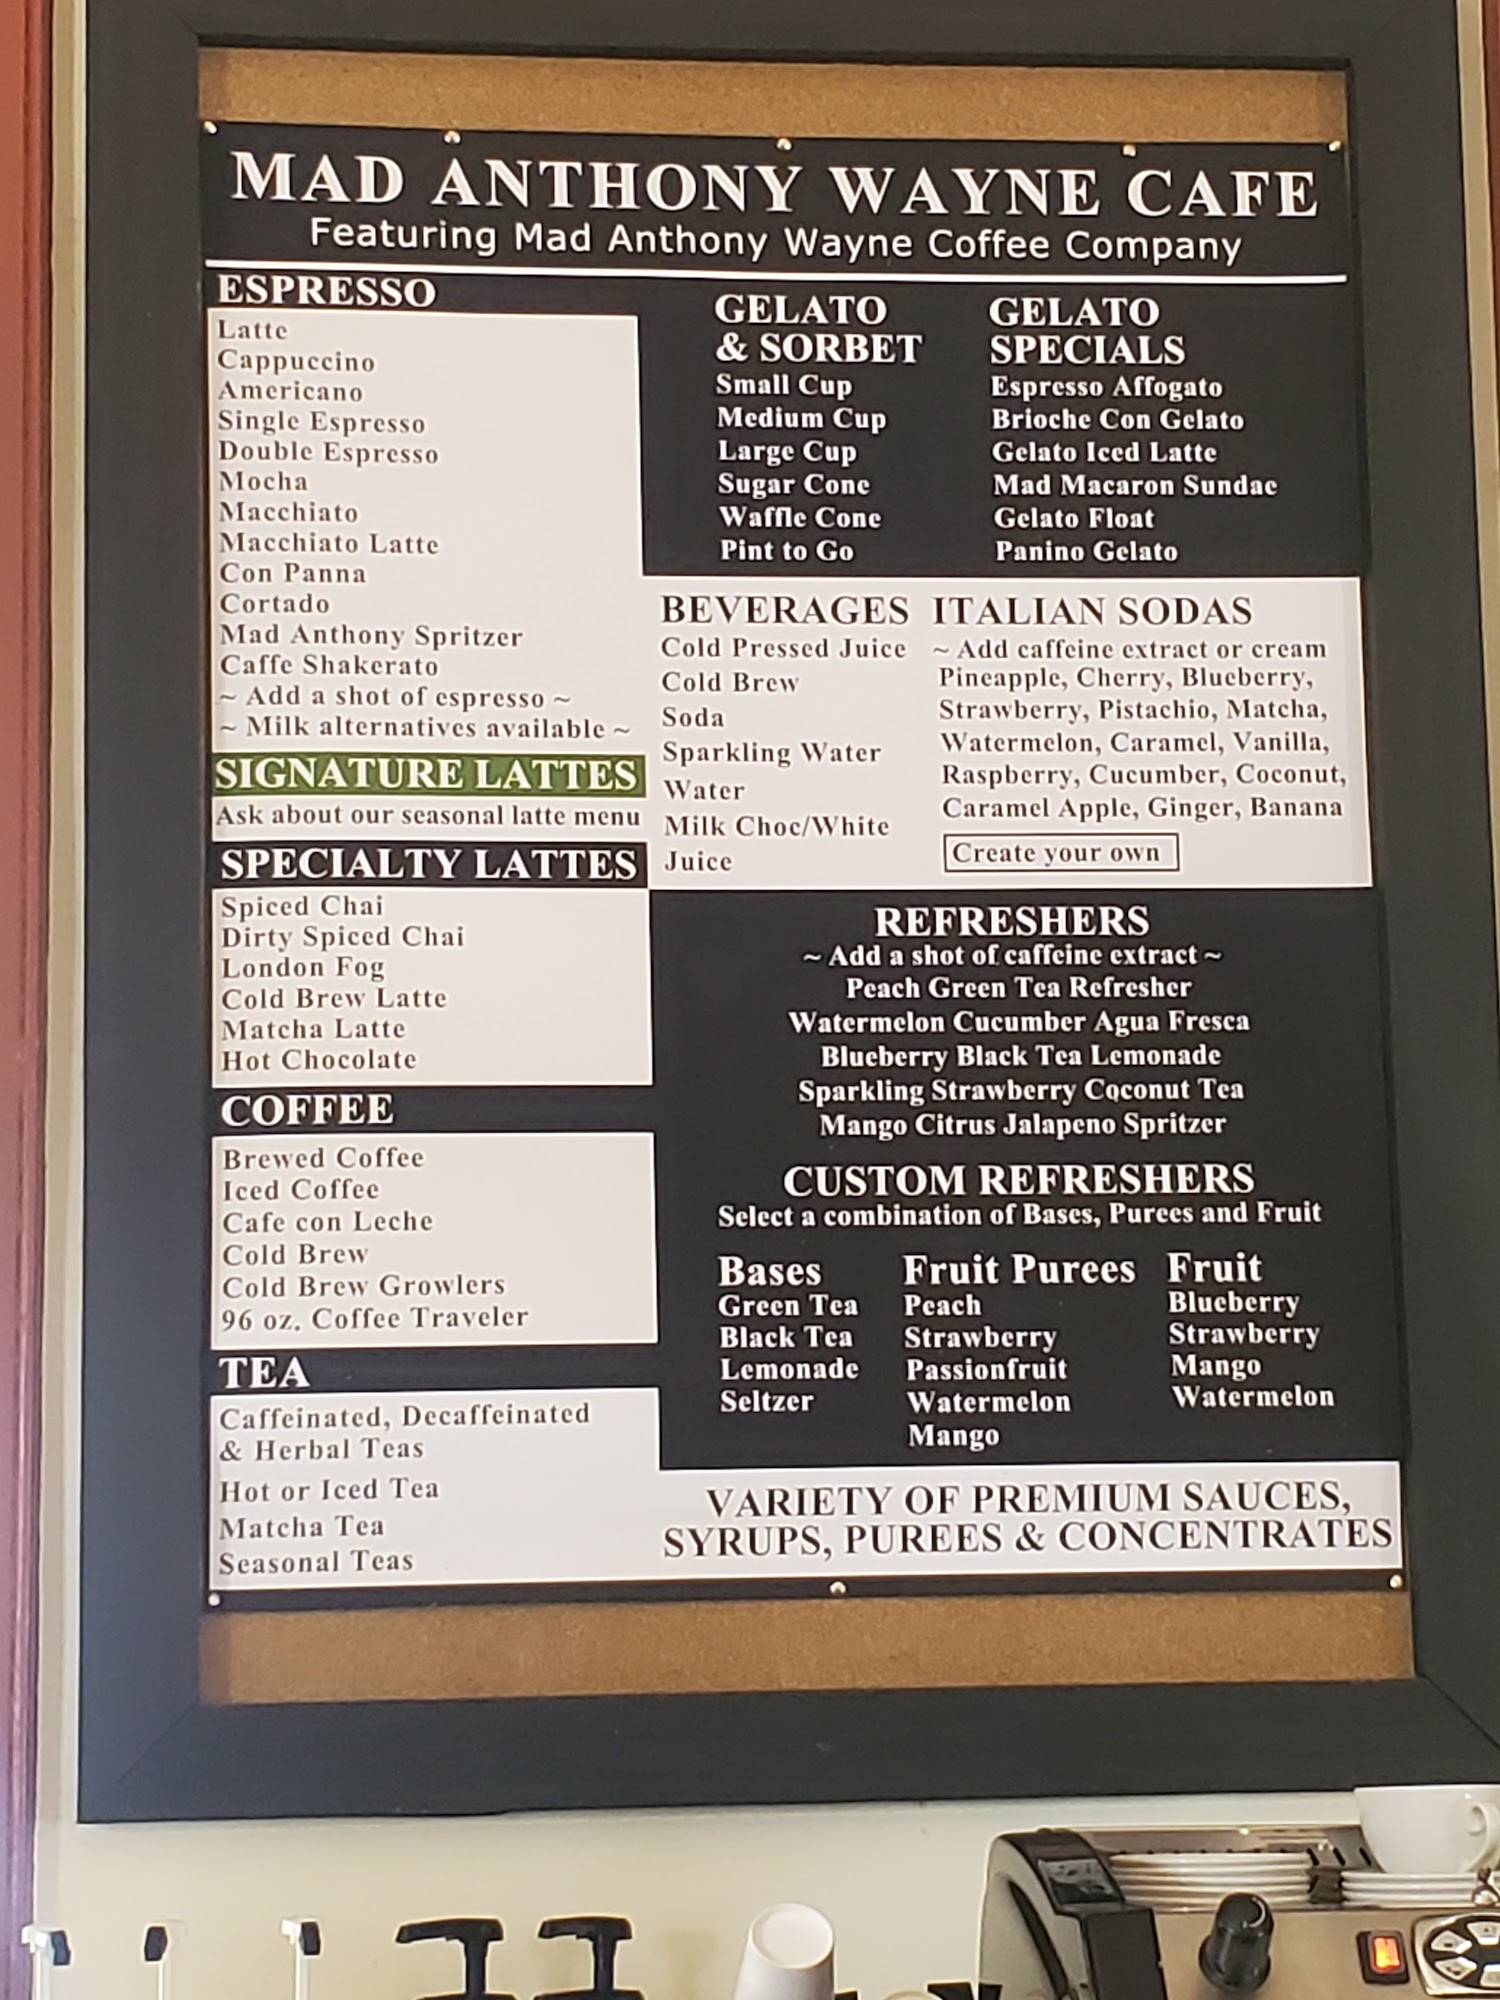 MAD ANTHONY WAYNE CAFE
Featuring Mad Anthony Wayne Coffee Company
ESPRESSO
Latte
Cappuccino
Americano
Single Espresso
Double Espresso
Mocha
Macchiato
Macchiato Latte
Con Panna
Cortado
Mad Anthony Spritzer
Caffe Shakerato
~ Add a shot of espresso ~
~ Milk alternatives available ~
SIGNATURE LATTES
Ask about our seasonal latte menu
SPECIALTY LATTES
Spiced Chai
Dirty Spiced Chai
London Fog
Cold Brew Latte
Matcha Latte
Hot Chocolate
COFFEE
Brewed Coffee
Iced Coffee
Cafe con Leche
Cold Brew
Cold Brew Growlers
96 oz. Coffee Traveler
TEA
Caffeinated, Decaffeinated
& Herbal Teas
Hot or Iced Tea
Matcha Tea
Seasonal Teas
GELATO
& SORBET
Small Cup
Medium Cup
Large Cup
Sugar Cone
Waffle Cone
Pint to Go
GELATO
SPECIALS
Espresso Affogato
Brioche Con Gelato
Gelato Iced Latte
Mad Macaron Sundae
Gelato Float
Panino Gelato
BEVERAGES
Cold Pressed Juice
Cold Brew
Soda
Sparkling Water
Water
Milk Choc/White
Juice
ITALIAN SODAS
~ Add caffeine extract or cream
Pineapple, Cherry, Blueberry,
Strawberry, Pistachio, Matcha,
Watermelon, Caramel, Vanilla,
Raspberry, Cucumber, Coconut,
Caramel Apple, Ginger, Banana
Create your own
REFRESHERS
~ Add a shot of caffeine extract ~
Peach Green Tea Refresher
Watermelon Cucumber Agua Fresca
Blueberry Black Tea Lemonade
Sparkling Strawberry Coconut Tea
Mango Citrus Jalapeno Spritzer
CUSTOM REFRESHERS
Select a combination of Bases, Purees and Fruit
Bases
Green Tea
Black Tea
Lemonade
Seltzer
Fruit Purees
Peach
Strawberry
Passionfruit
Watermelon
Mango
Fruit
Blueberry
Strawberry
Mango
Watermelon
VARIETY OF PREMIUM SAUCES,
SYRUPS, PUREES & CONCENTRATES